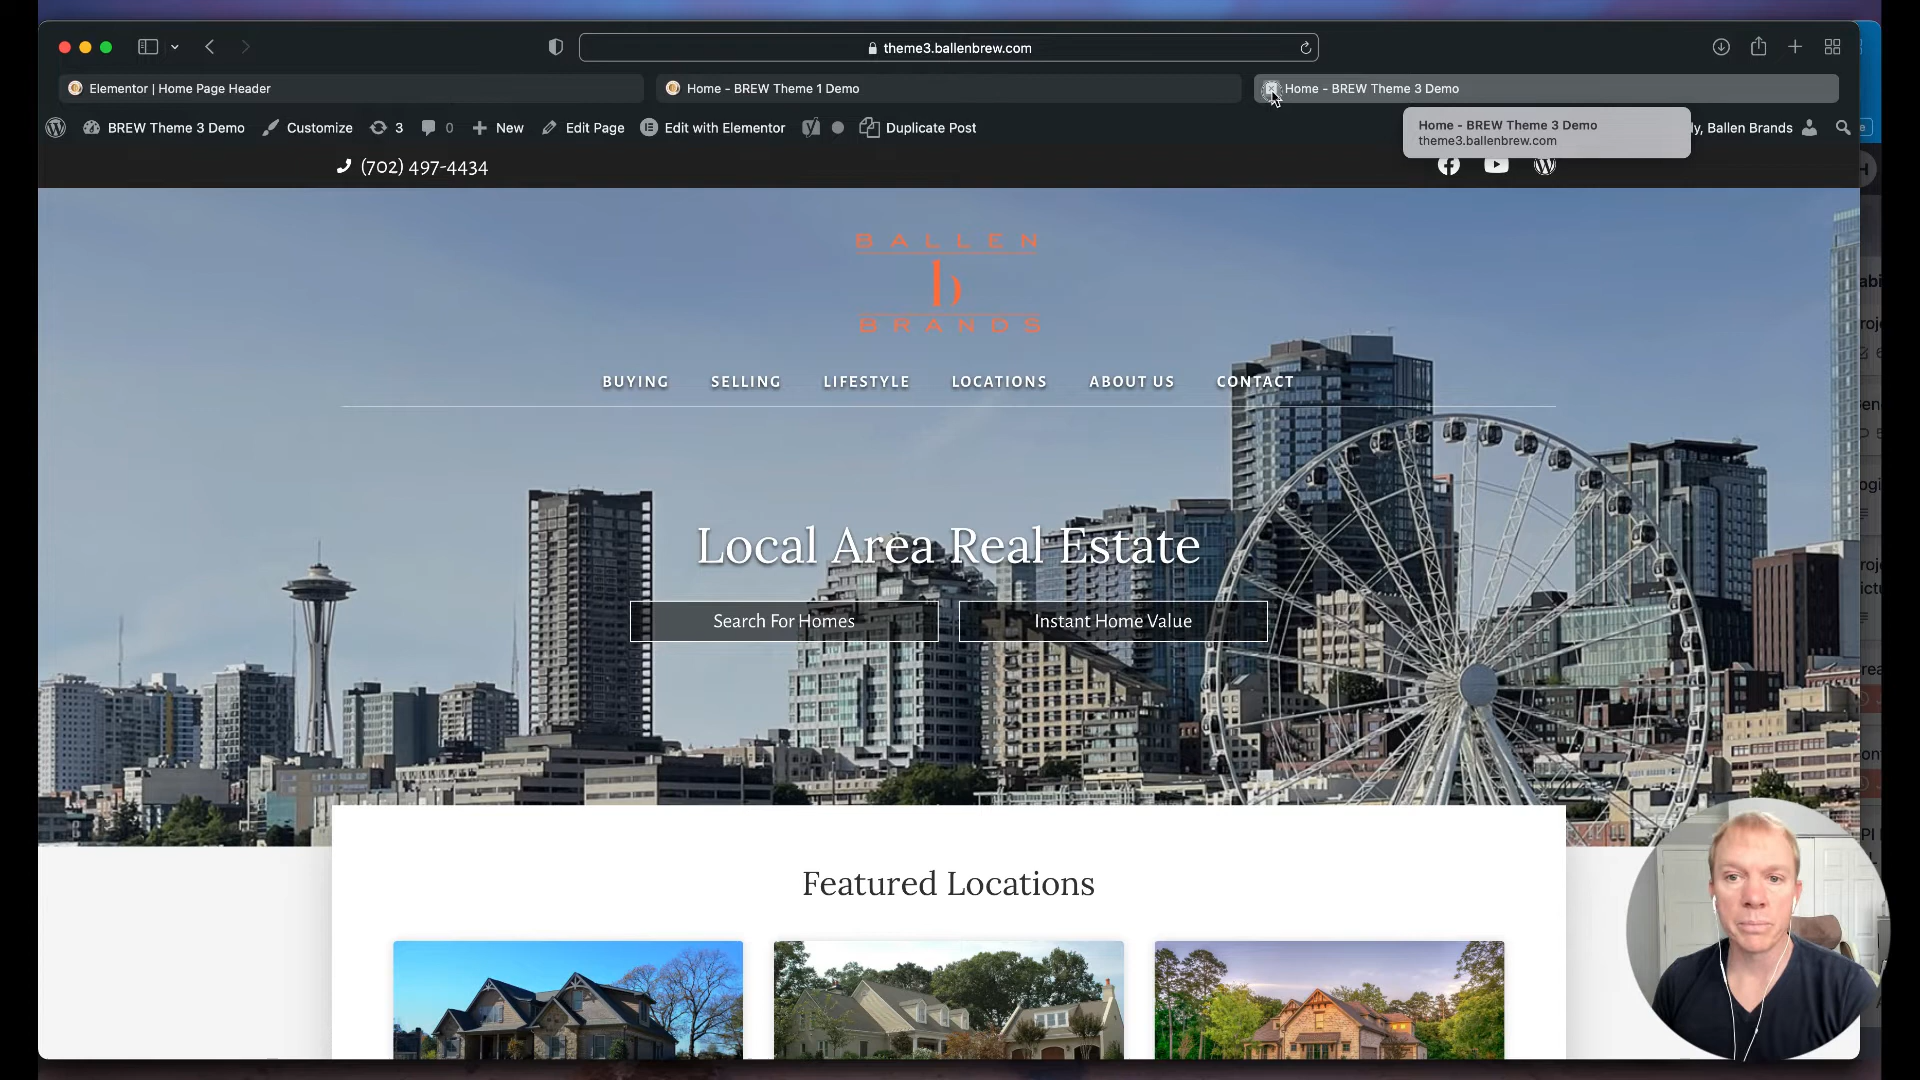 theme3.ballenbrew.com
Elementor | Home Page Header
Home - BREW Theme 1 Demo
Home - BREW Theme 3 Demo
BREW Theme 3 Demo
Customize
3
0
New
Edit Page
Edit with Elementor
Duplicate Post
Home - BREW Theme 3 Demo
theme3.ballenbrew.com
Ballen Brands
(702) 497-4434
BALLEN
b
BRANDS
BUYING
SELLING
LIFESTYLE
LOCATIONS
ABOUT US
CONTACT
Local Area Real Estate
Search For Homes
Instant Home Value
Featured Locations